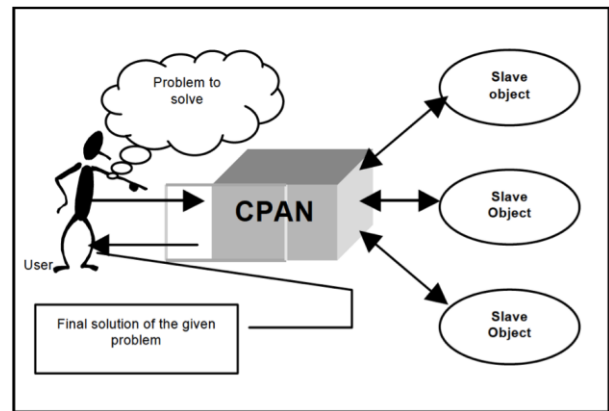 Problem to
solve
Slave
object
CPAN
Slave
Object
User
Final solution of the given
problem
Slave
Object